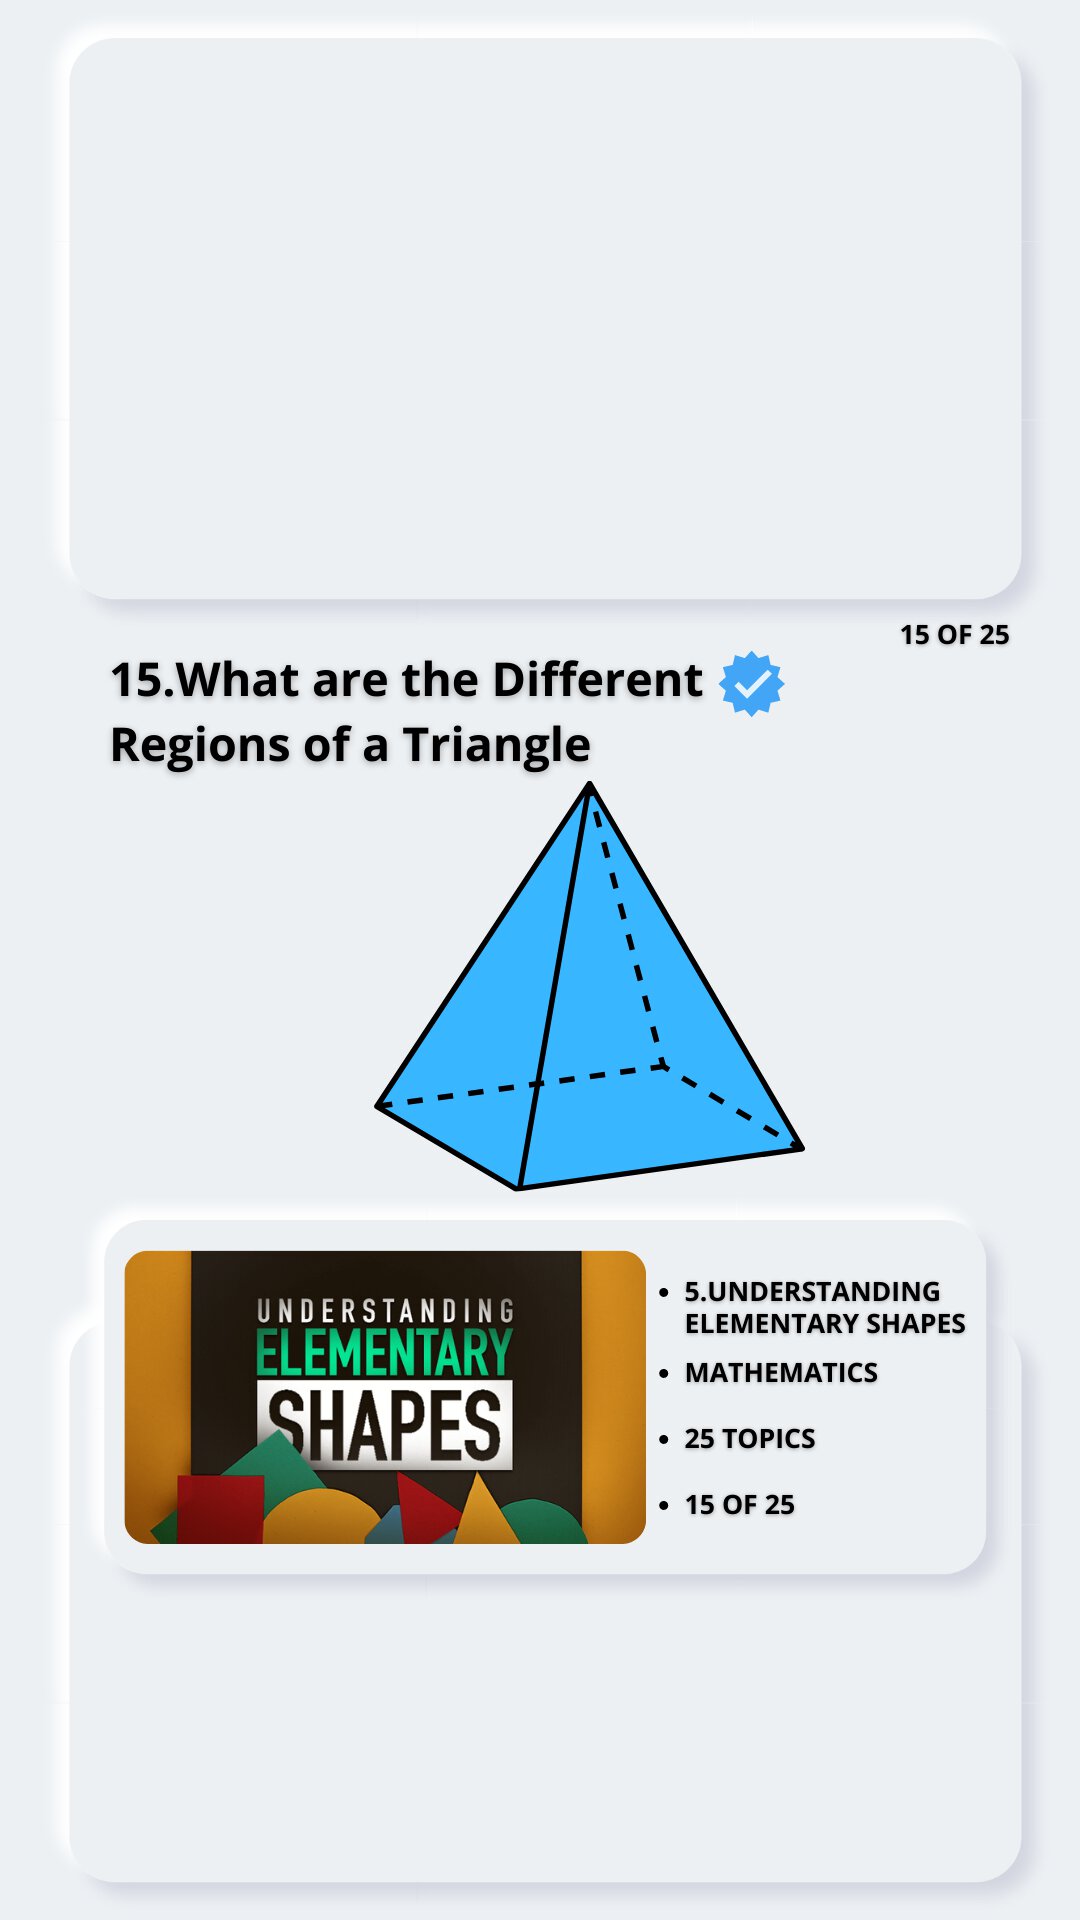 15 OF 25
15.What are the Different
Regions of a Triangle
UNDERSTANDING
ELEMENTARY
SHAPES
5.UNDERSTANDING
ELEMENTARY SHAPES
MATHEMATICS
25 TOPICS
15 OF 25